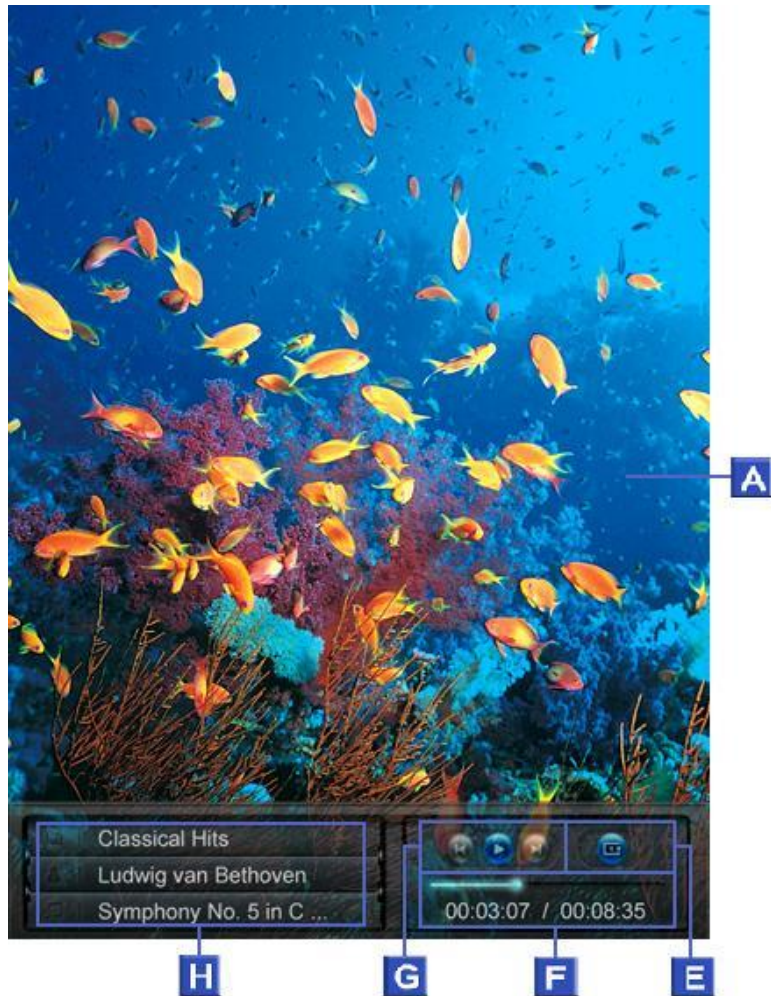 A
Classical Hits
Ludwig van Bethoven
Symphony No. 5 in C ...
00:03:07 / 00:08:35
H
G
F
E